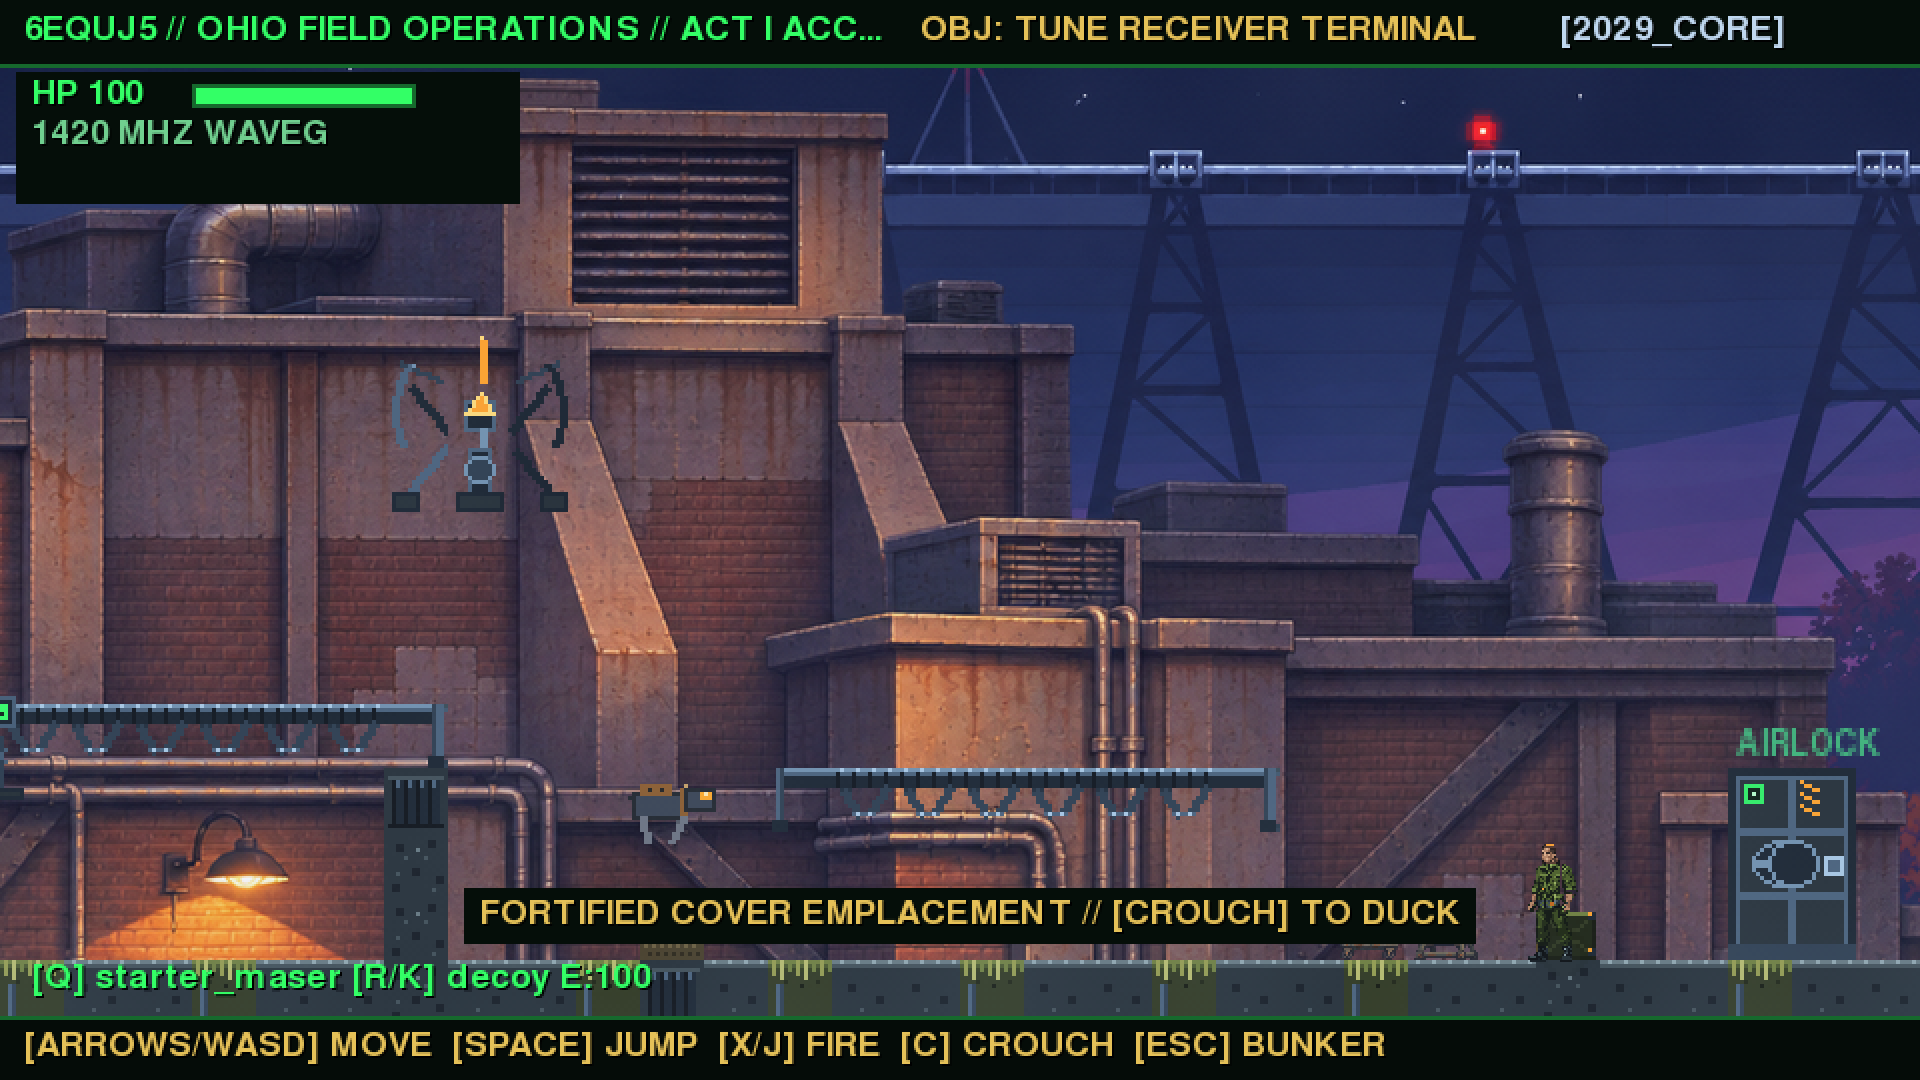 6EQUJ5 // OHIO FIELD OPERATIONS // ACT I ACC... OBJ: TUNE RECEIVER TERMINAL [2029_CORE]
HP 100
1420 MHZ WAVEG
AIRLOCK
FORTIFIED COVER EMPLACEMENT // [CROUCH] TO DUCK
[Q] starter_maser [R/K] decoy E:100
[ARROWS/WASD] MOVE [SPACE] JUMP [X/J] FIRE [C] CROUCH [ESC] BUNKER